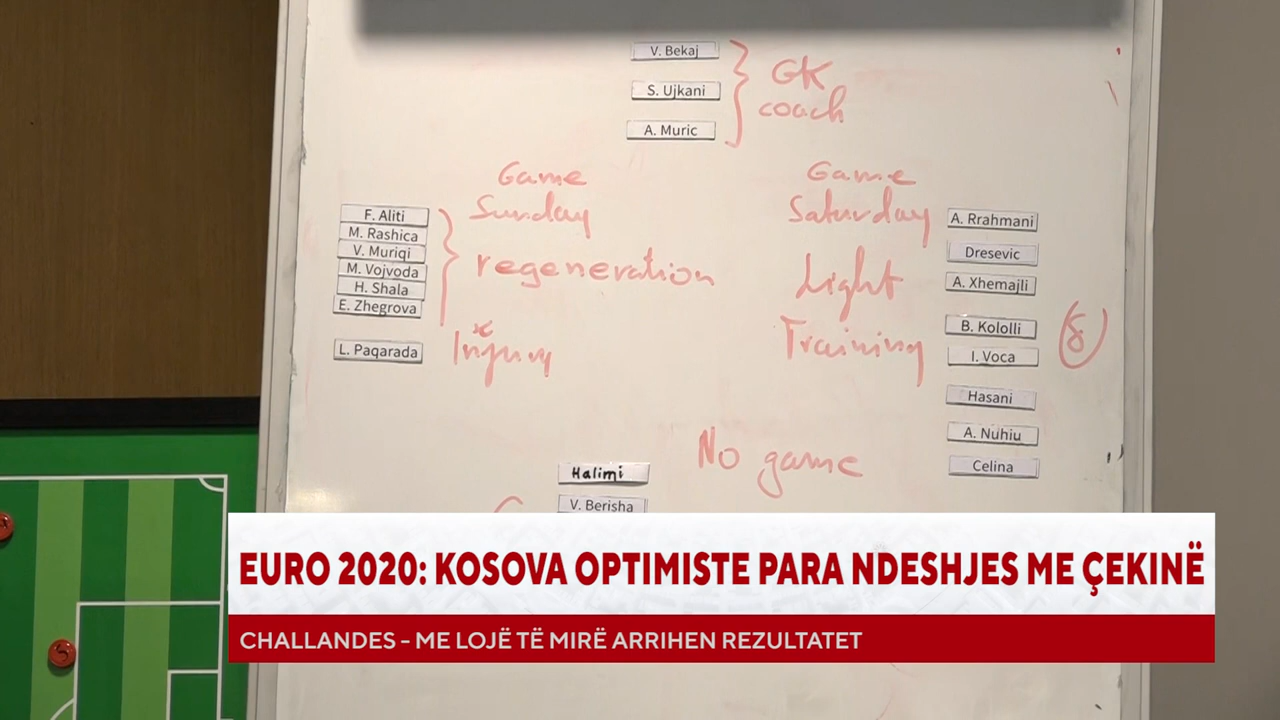 V. Bekaj
S. Ujkani
A. Muric
GK
coach
Game
Sunday
F. Aliti
M. Rashica
V. Muriqi
M. Vojvoda
H. Shala
E. Zhegrova
regeneration
L. Paqarada
Injury
Game
Saturday
Light
Training
A. Rrahmani
Dresevic
A. Xhemajli
B. Kololli
I. Voca
Hasani
A. Nuhiu
Celina
8
No game
Halimi
V. Berisha
EURO 2020: KOSOVA OPTIMISTE PARA NDESHJES ME ÇEKINË
CHALLANDES - ME LOJË TË MIRË ARRIHEN REZULTATET